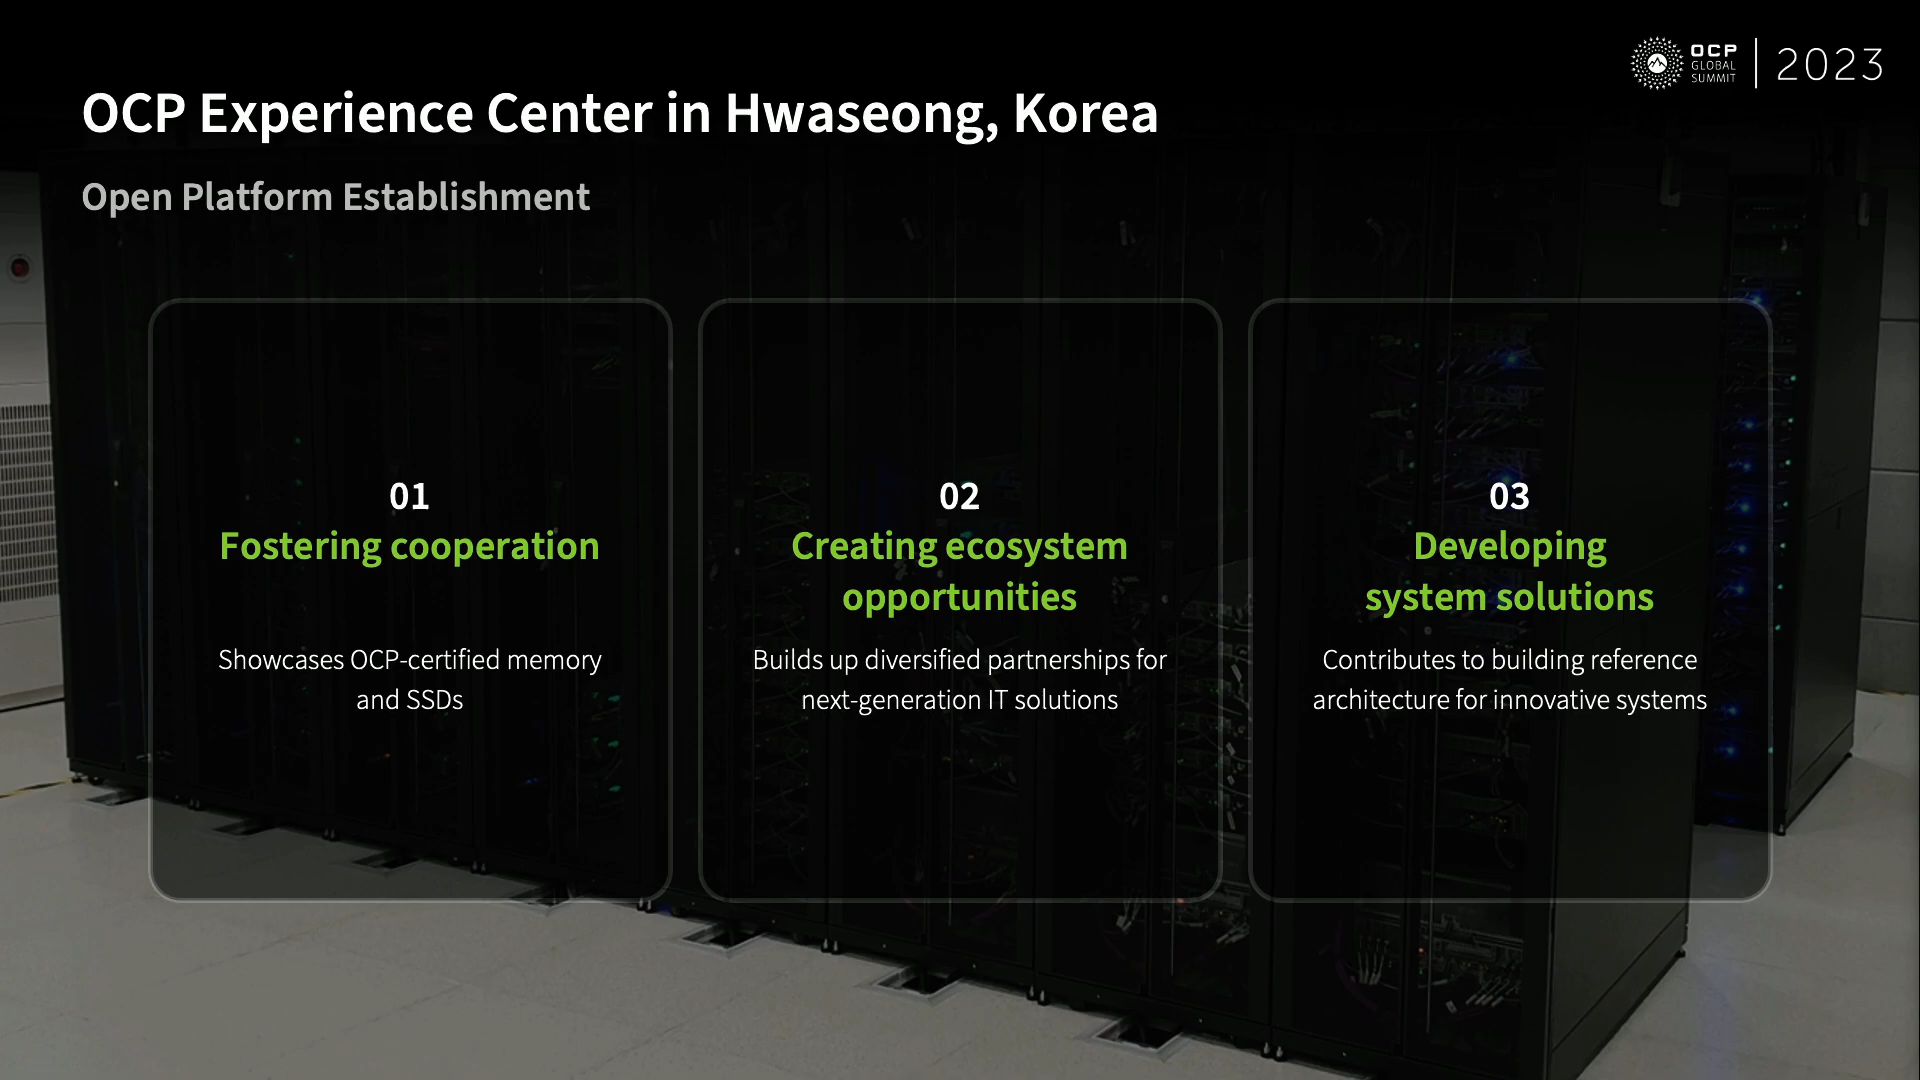 OCP
GLOBAL
SUMMIT
2023
OCP Experience Center in Hwaseong, Korea
Open Platform Establishment
01
Fostering cooperation
Showcases OCP-certified memory
and SSDs
02
Creating ecosystem
opportunities
Builds up diversified partnerships for
next-generation IT solutions
03
Developing
system solutions
Contributes to building reference
architecture for innovative systems